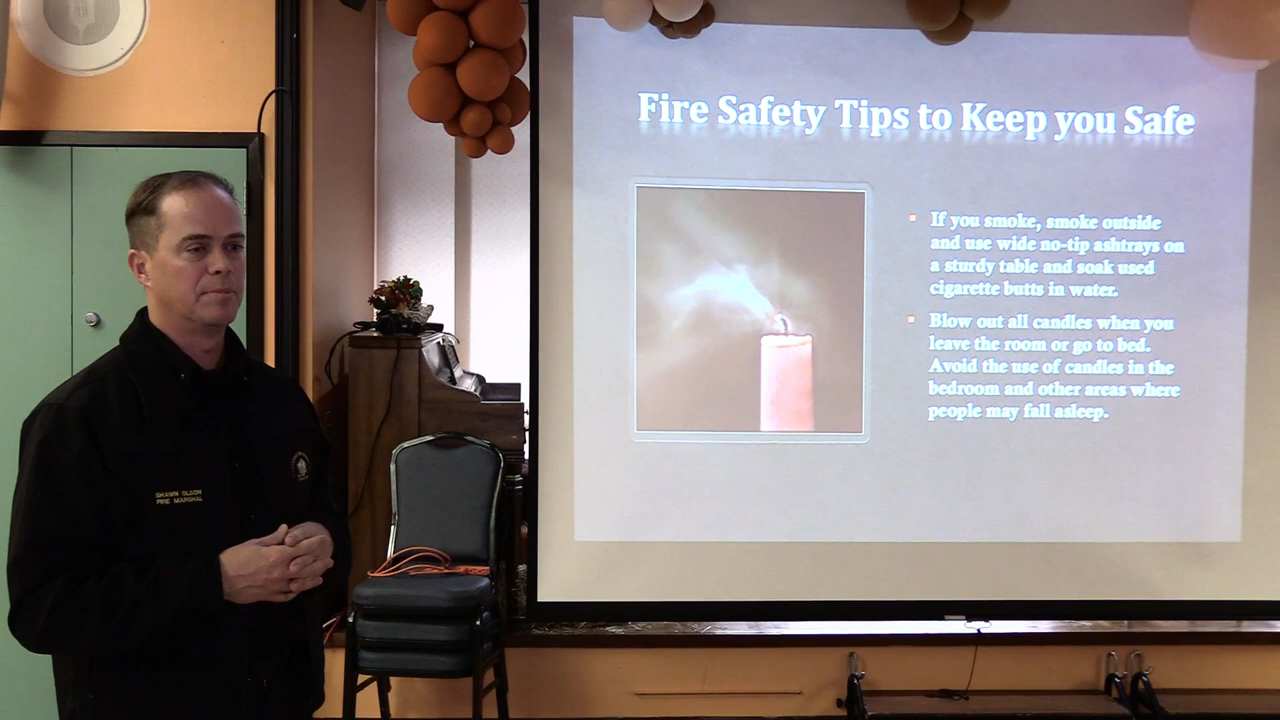 Fire Safety Tips to Keep you Safe
If you smoke, smoke outside
and use wide no-tip ashtrays on
a sturdy table and soak used
cigarette butts in water.
Blow out all candles when you
leave the room or go to bed.
Avoid the use of candles in the
bedroom and other areas where
people may fall asleep.
SHAWN OLSON
FIRE MARSHAL